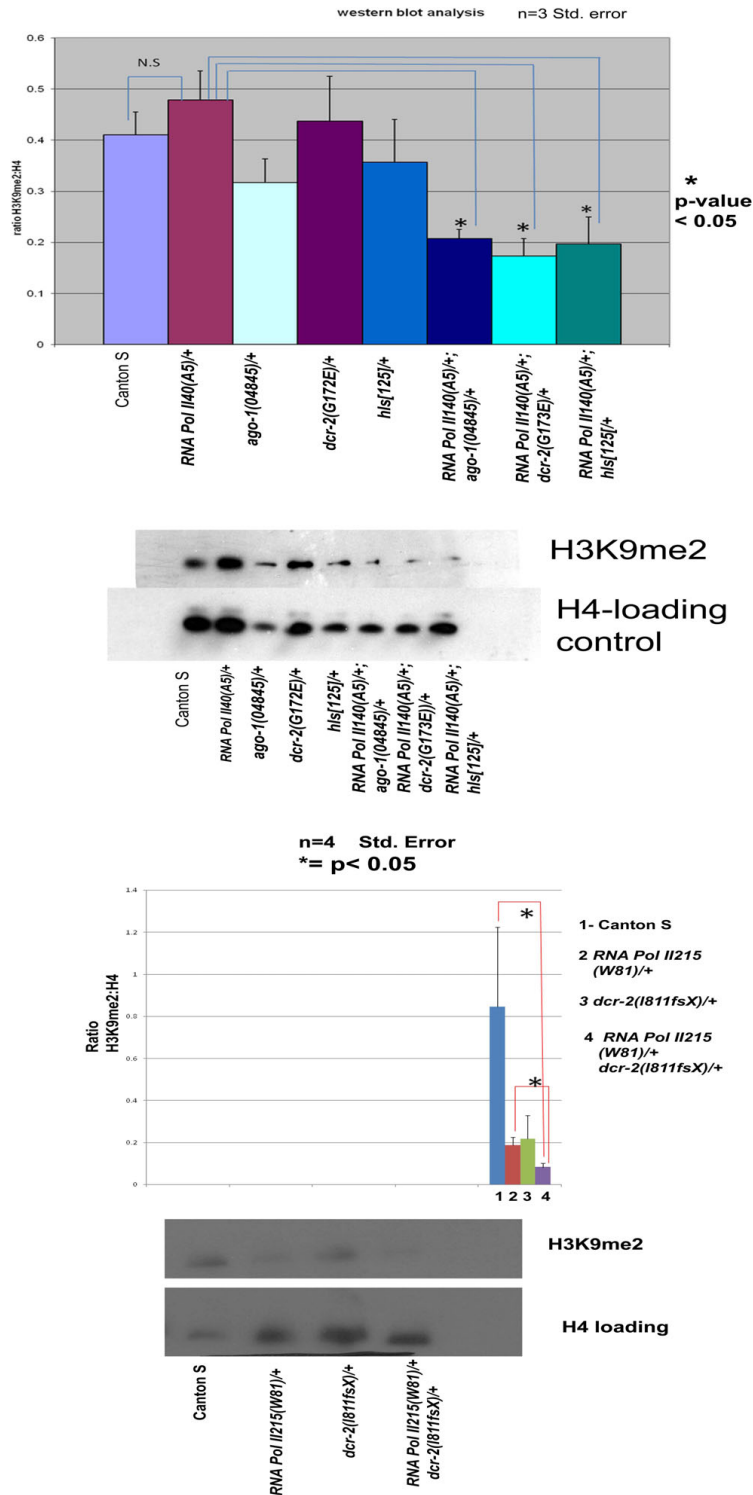 western blot analysis n=3 Std. error
0.6
0.5
0.4
0.3
0.2
0.1
0
ratio H3K9me2:H4
N.S
*
*
*
*
p-value
< 0.05
Canton S
RNA Pol II40(A5)/+
ago-1(04845)/+
dcr-2(G172E)/+
hls[125]/+
RNA Pol II140(A5)/+;
ago-1(04845)/+
RNA Pol II140(A5)/+;
dcr-2(G173E)/+
RNA Pol II140(A5)/+;
hls[125[/+
H3K9me2
H4-loading
control
Canton S
RNA Pol II40(A5)/+
ago-1(04845)/+
dcr-2(G172E)/+
hls[125]/+
RNA Pol II140(A5)/+;
ago-1(04845)/+
RNA Pol II140(A5)/+;
dcr-2(G173E))/+
RNA Pol II140(A5)/+;
hls[125]/+
n=4 Std. Error
*= p< 0.05
1.4
1.2
1
0.8
0.6
0.4
0.2
0
Ratio
H3K9me2:H4
*
*
1 2 3 4
1- Canton S
2 RNA Pol II215
(W81)/+
3 dcr-2(I811fsX)/+
4 RNA Pol II215
(W81)/+
dcr-2(I811fsX)/+
H3K9me2
H4 loading
Canton S
RNA Pol II215(W81)/+
dcr-2(I811fsX)/+
RNA Pol II215(W81)/+
dcr-2(I811fsX)/+